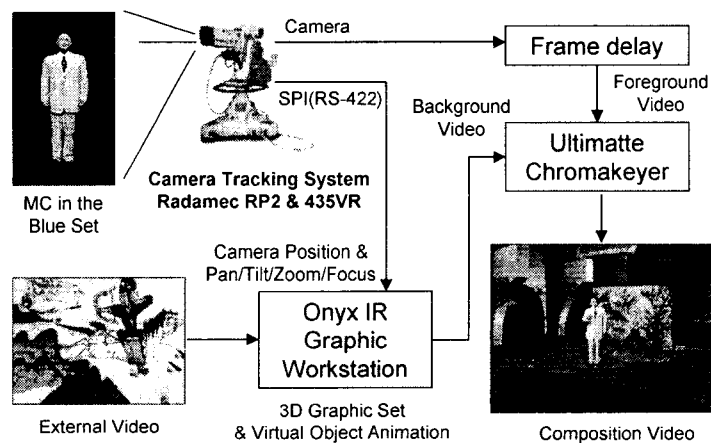 Camera
Frame delay
SPI(RS-422)
Background
Video
Foreground
Video
Ultimatte
Chromakeyer
MC in the
Blue Set
Camera Tracking System
Radamec RP2 & 435VR
Camera Position &
Pan/Tilt/Zoom/Focus
Onyx IR
Graphic
Workstation
External Video
3D Graphic Set
& Virtual Object Animation
Composition Video